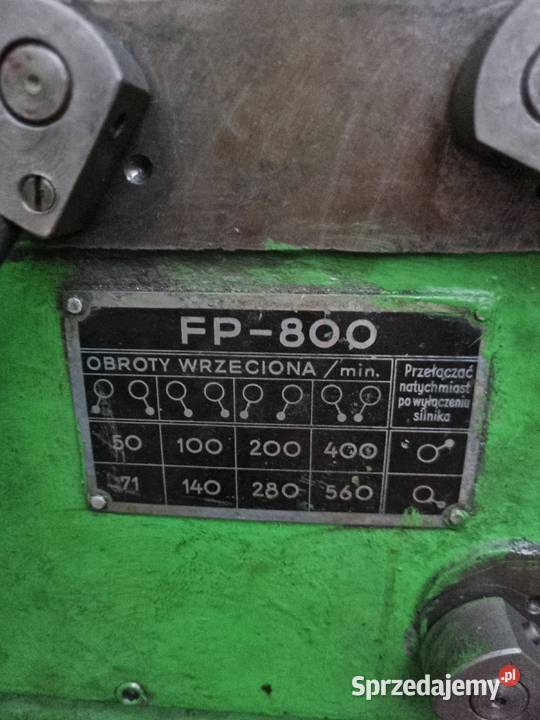 FP-800
OBROTY WRZECIONA /min.
Przełączać
natychmiast
po wyłączeniu
silnika
50 100 200 400
71 140 280 560
Sprzedajemy.pl